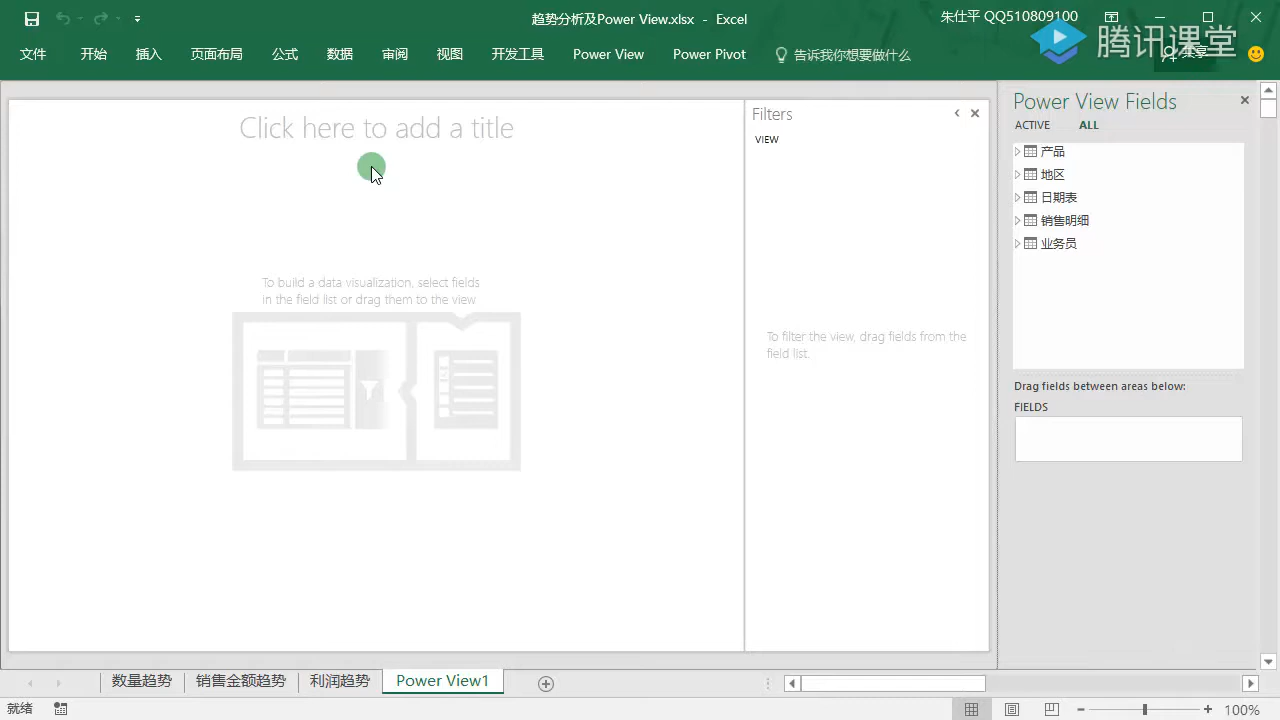 趋势分析及Power View.xlsx - Excel
朱仕平 QQ510809100
腾讯课堂
文件 开始 插入 页面布局 公式 数据 审阅 视图 开发工具 Power View Power Pivot 告诉我你想要做什么 共享
Click here to add a title
To build a data visualization, select fields
in the field list or drag them to the view
Filters
VIEW
To filter the view, drag fields from the
field list.
Power View Fields
ACTIVE ALL
产品
地区
日期表
销售明细
业务员
Drag fields between areas below:
FIELDS
数量趋势 销售金额趋势 利润趋势 Power View1
就绪
100%